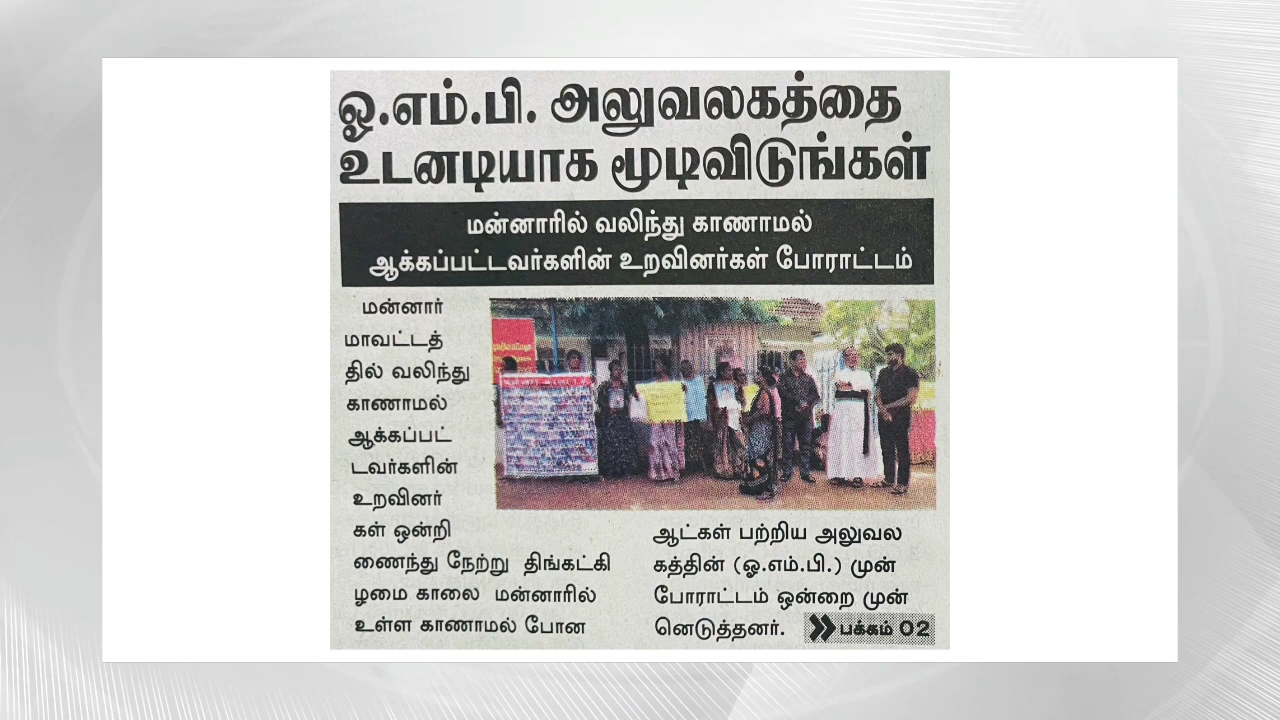 ஓ.எம்.பி. அலுவலகத்தை
உடனடியாக மூடிவிடுங்கள்
மன்னாரில் வலிந்து காணாமல்
ஆக்கப்பட்டவர்களின் உறவினர்கள் போராட்டம்
மன்னார்
மாவட்டத்
தில் வலிந்து
காணாமல்
ஆக்கப்பட்
டவர்களின்
உறவினர்
கள் ஒன்றி
ணைந்து நேற்று திங்கட்கி
ழமை காலை மன்னாரில்
உள்ள காணாமல் போன
ஆட்கள் பற்றிய அலுவல
கத்தின் (ஓ.எம்.பி.) முன்
போராட்டம் ஒன்றை முன்
னெடுத்தனர்.
பக்கம் 02